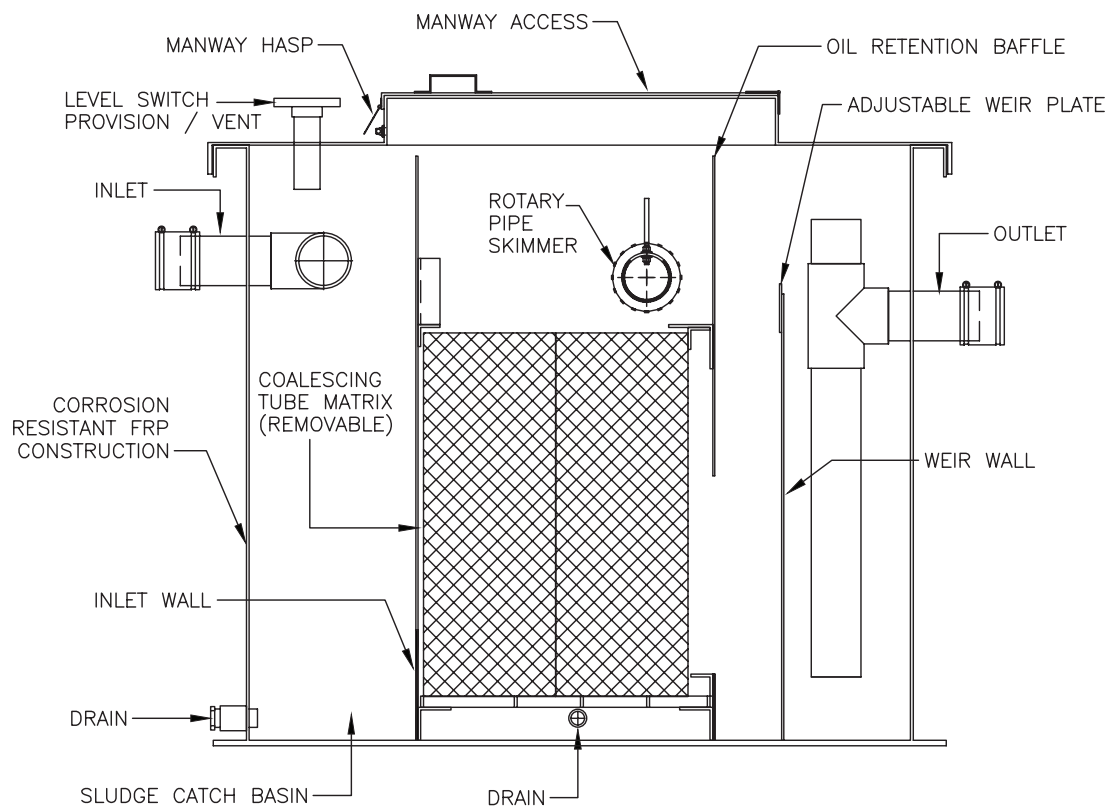 MANWAY ACCESS
MANWAY HASP
OIL RETENTION BAFFLE
LEVEL SWITCH
PROVISION / VENT
ADJUSTABLE WEIR PLATE
INLET
ROTARY
PIPE
SKIMMER
OUTLET
COALESCING
TUBE MATRIX
(REMOVABLE)
CORROSION
RESISTANT FRP
CONSTRUCTION
WEIR WALL
INLET WALL
DRAIN
SLUDGE CATCH BASIN
DRAIN